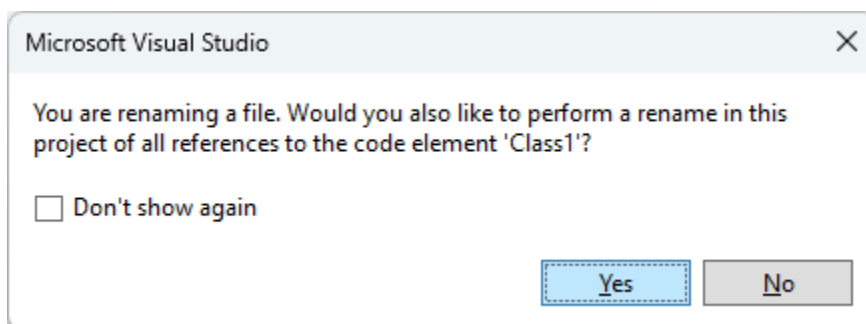 Microsoft Visual Studio
You are renaming a file. Would you also like to perform a rename in this
project of all references to the code element 'Class1'?
Don't show again
Yes
No